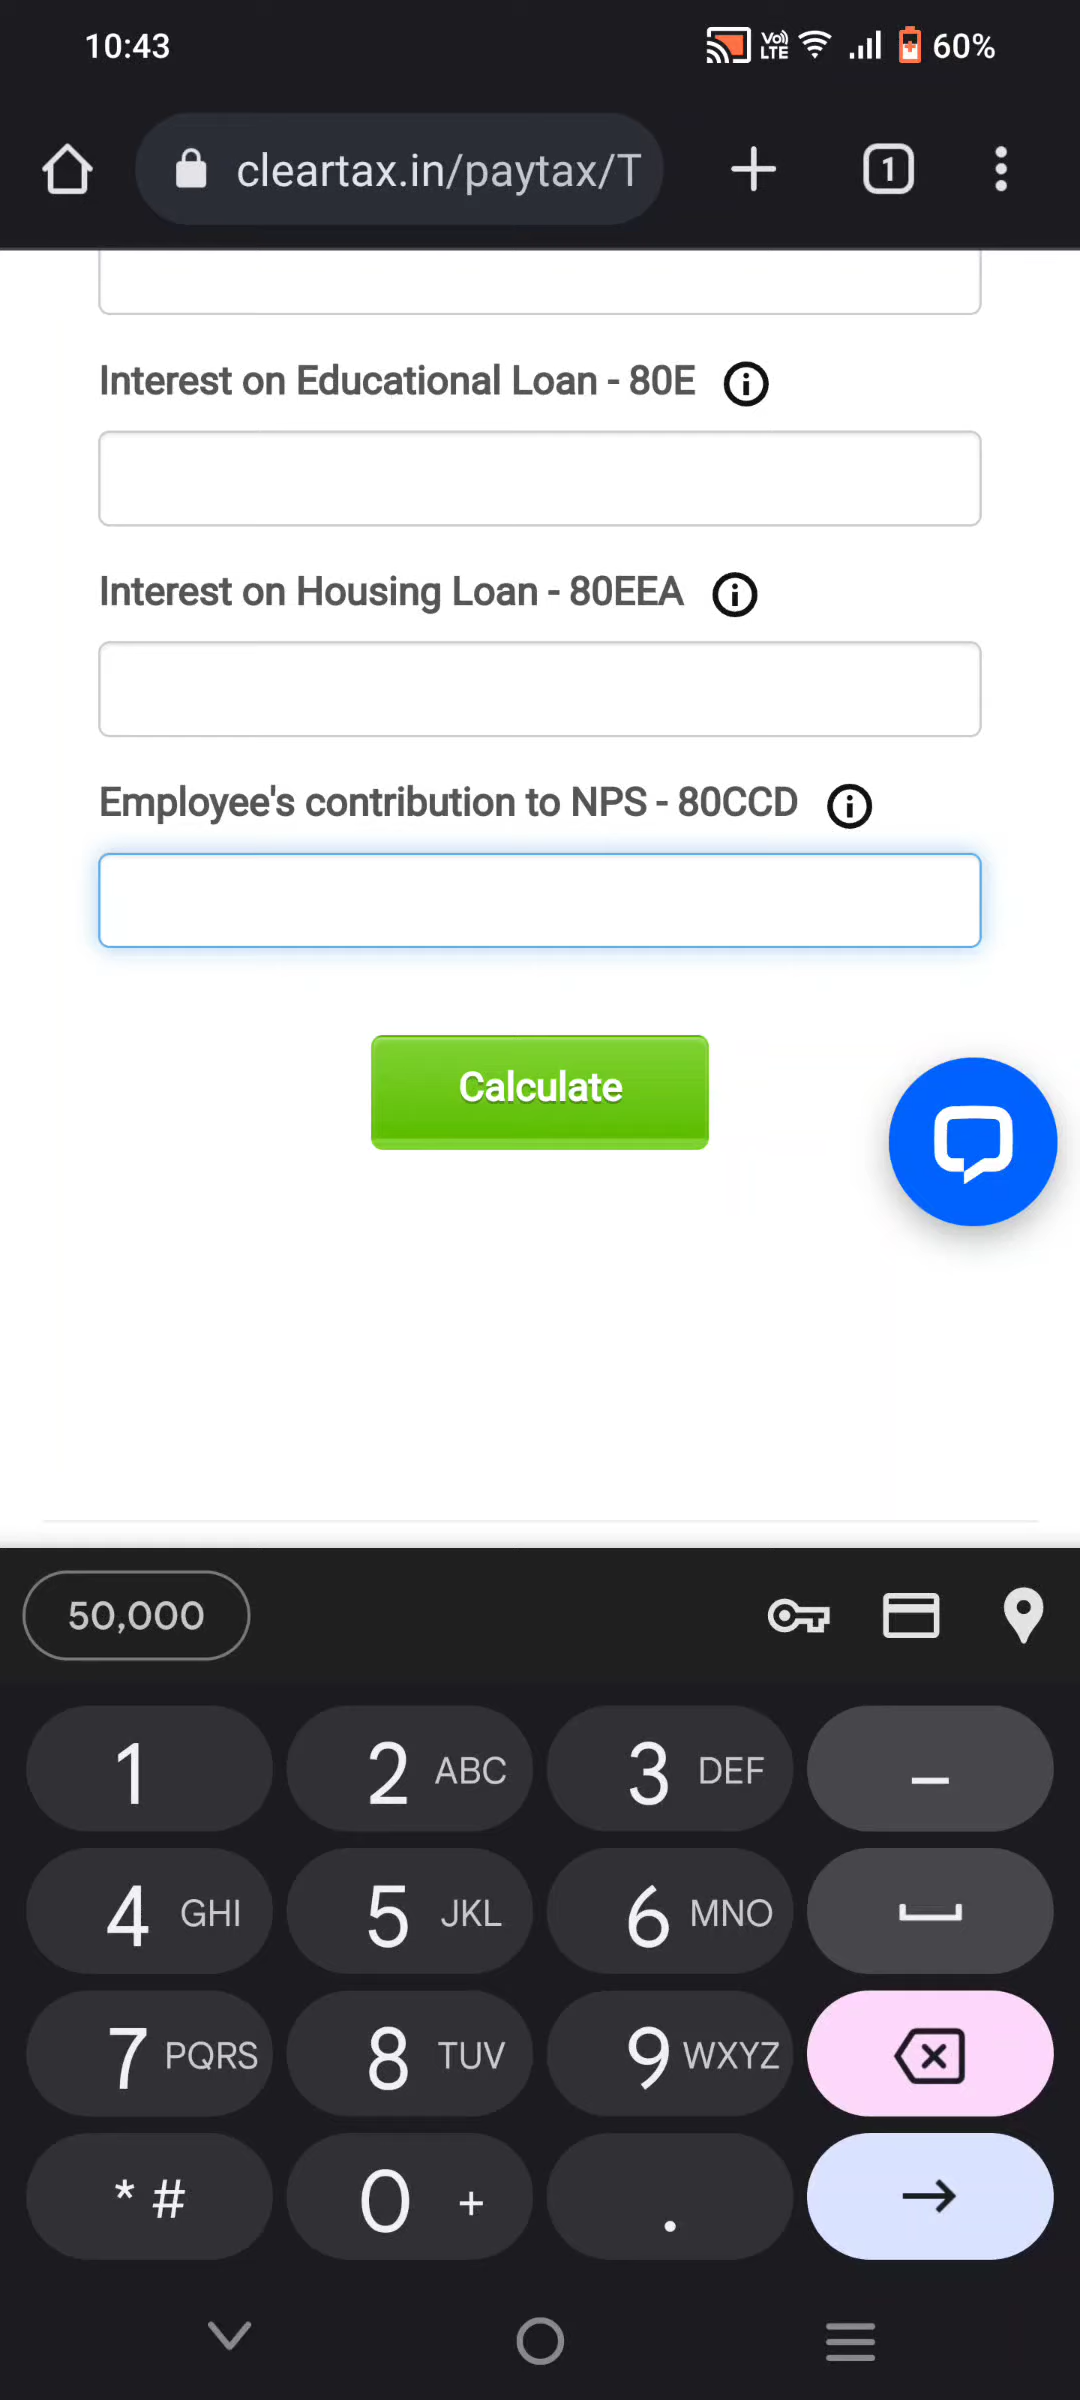 10:43
Vo)) LTE
60%
cleartax.in/paytax/T
1
Interest on Educational Loan - 80E
Interest on Housing Loan - 80EEA
Employee's contribution to NPS - 80CCD
Calculate
50,000
1
2 ABC
3 DEF
–
4 GHI
5 JKL
6 MNO
7 PQRS
8 TUV
9 WXYZ
* #
0 +
.